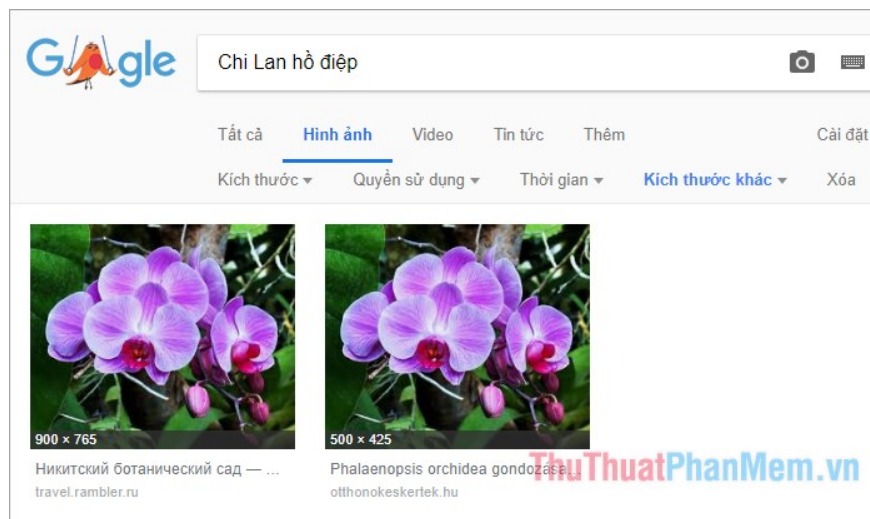 Google
Chi Lan hồ điệp
Tất cả Hình ảnh Video Tin tức Thêm Cài đặt
Kích thước Quyền sử dụng Thời gian Kích thước khác Xóa
900 × 765 500 × 425
Никитский ботанический сад — ... Phalaenopsis orchidea gondozása...
travel.rambler.ru otthonokeskertek.hu
ThuThuatPhanMem.vn